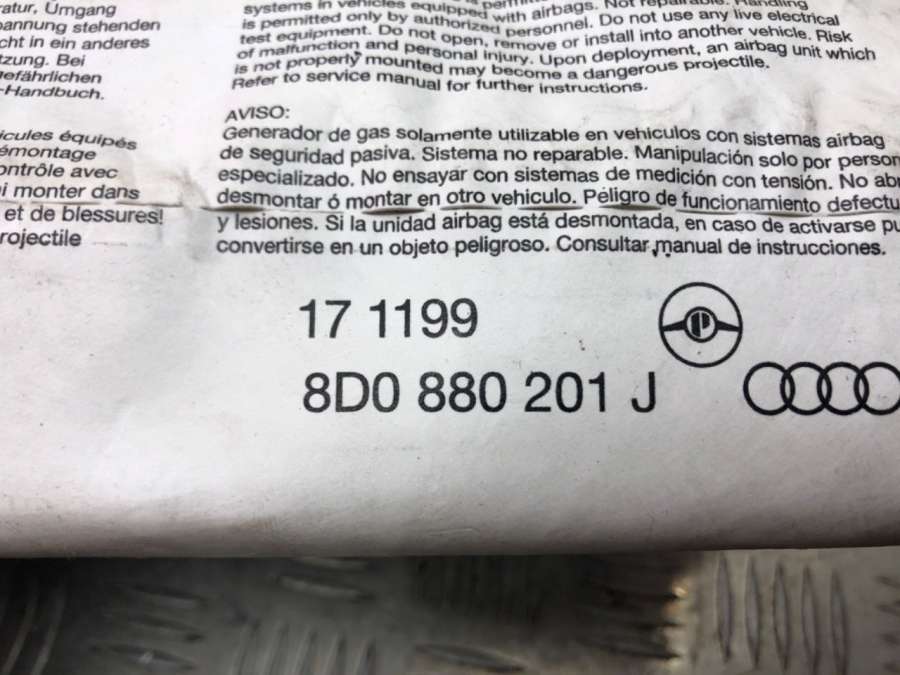 ratur, Umgang
pannung stehenden
cht in ein anderes
tzung. Bei
gefährlichen
-Handbuch.
icules équipés
émontage
ontrôle avec
ni monter dans
et de blessures!
rojectile
systems in vehicles equipped with airbags. Not repairable. Handling
is permitted only by authorized personnel. Do not use any live electrical
test equipment. Do not open, remove or install into another vehicle. Risk
of malfunction and personal injury. Upon deployment, an airbag unit which
is not properly mounted may become a dangerous projectile.
Refer to service manual for further instructions.
AVISO:
Generador de gas solamente utilizable en vehículos con sistemas airbag
de seguridad pasiva. Sistema no reparable. Manipulación solo por person
especializado. No ensayar con sistemas de medición con tensión. No abr
desmontar ó montar en otro vehiculo. Péligro de funcionamiento defectu
y lesiones. Si la unidad airbag está desmontada, en caso de activarse pu
convertirse en un objeto peligroso. Consultar manual de instrucciones.
17 1199
8D0 880 201 J